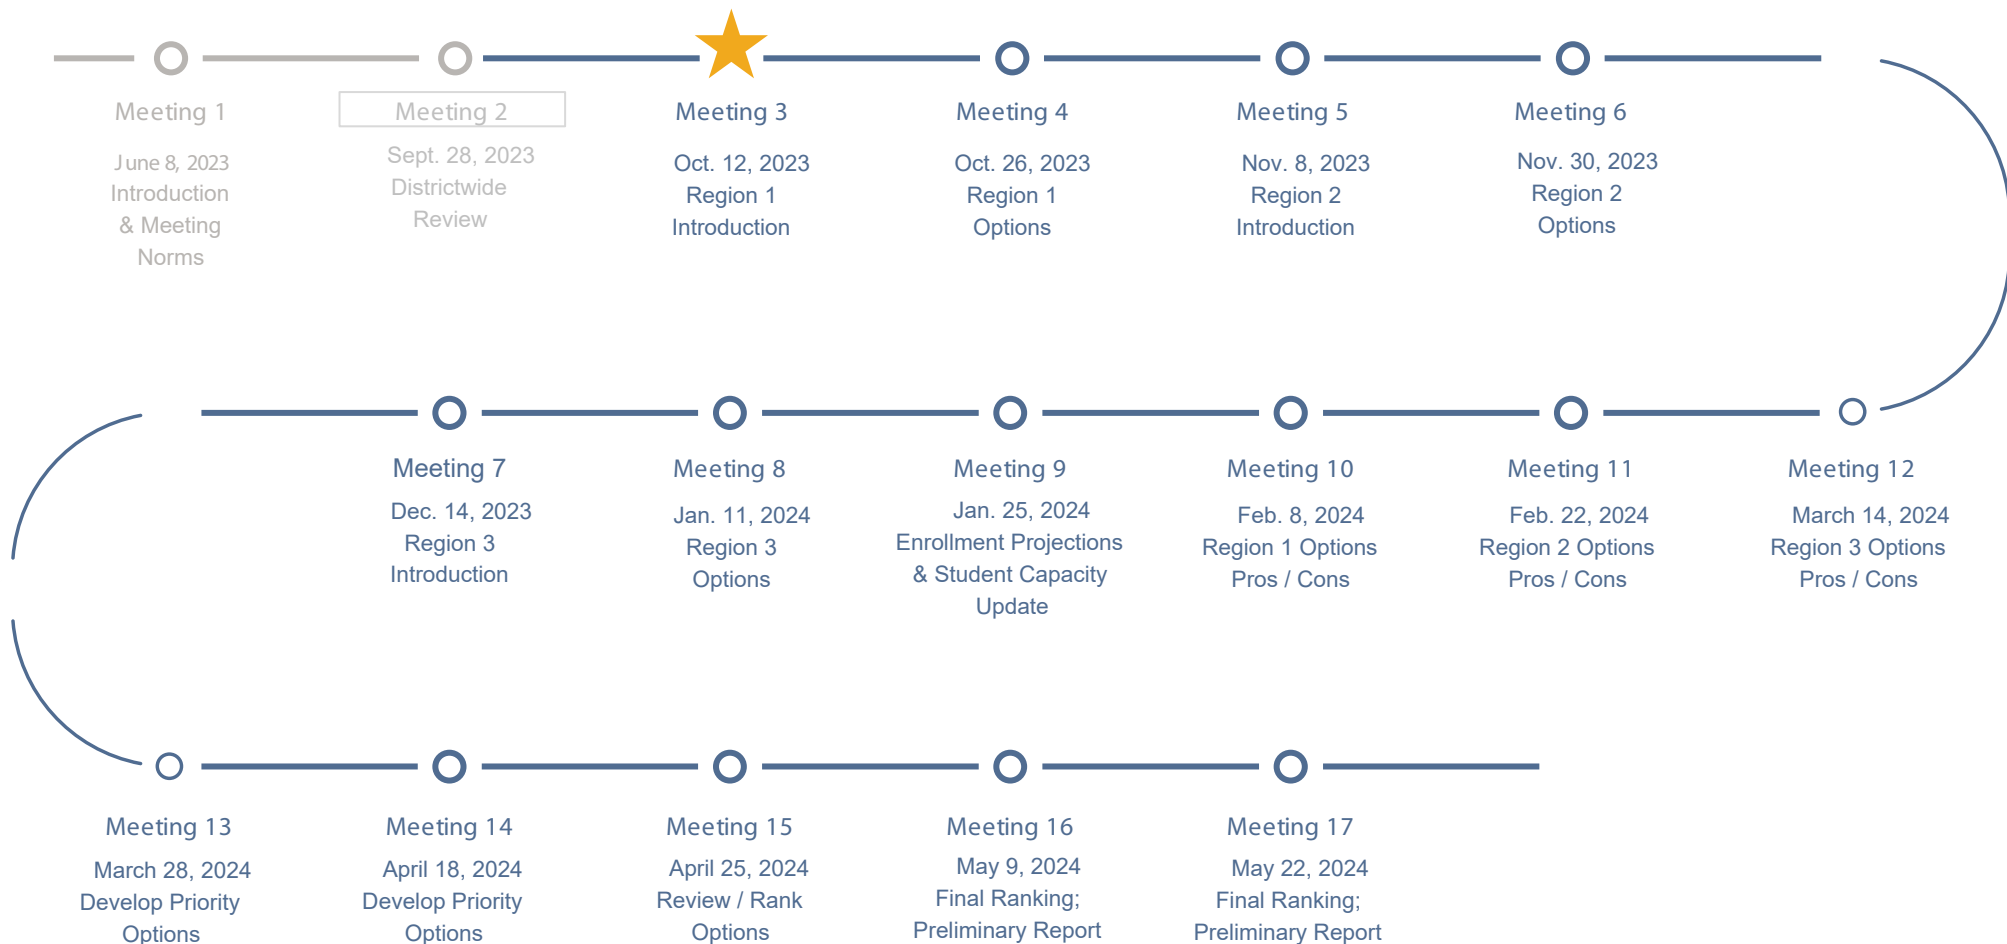 Meeting 1
June 8, 2023
Introduction
& Meeting
Norms
Meeting 2
Sept. 28, 2023
Districtwide
Review
Meeting 3
Oct. 12, 2023
Region 1
Introduction
Meeting 4
Oct. 26, 2023
Region 1
Options
Meeting 5
Nov. 8, 2023
Region 2
Introduction
Meeting 6
Nov. 30, 2023
Region 2
Options
Meeting 7
Dec. 14, 2023
Region 3
Introduction
Meeting 8
Jan. 11, 2024
Region 3
Options
Meeting 9
Jan. 25, 2024
Enrollment Projections
& Student Capacity
Update
Meeting 10
Feb. 8, 2024
Region 1 Options
Pros / Cons
Meeting 11
Feb. 22, 2024
Region 2 Options
Pros / Cons
Meeting 12
March 14, 2024
Region 3 Options
Pros / Cons
Meeting 13
March 28, 2024
Develop Priority
Options
Meeting 14
April 18, 2024
Develop Priority
Options
Meeting 15
April 25, 2024
Review / Rank
Options
Meeting 16
May 9, 2024
Final Ranking;
Preliminary Report
Meeting 17
May 22, 2024
Final Ranking;
Preliminary Report